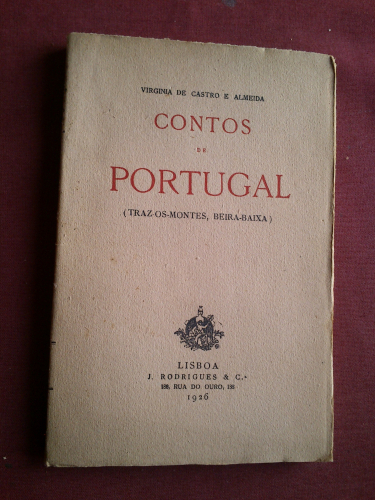 VIRGINIA DE CASTRO E ALMEIDA
CONTOS
DE
PORTUGAL
(TRAZ-OS-MONTES, BEIRA-BAIXA)
LISBOA
J. RODRIGUES & C.ª
186, RUA DO OURO, 188
1926